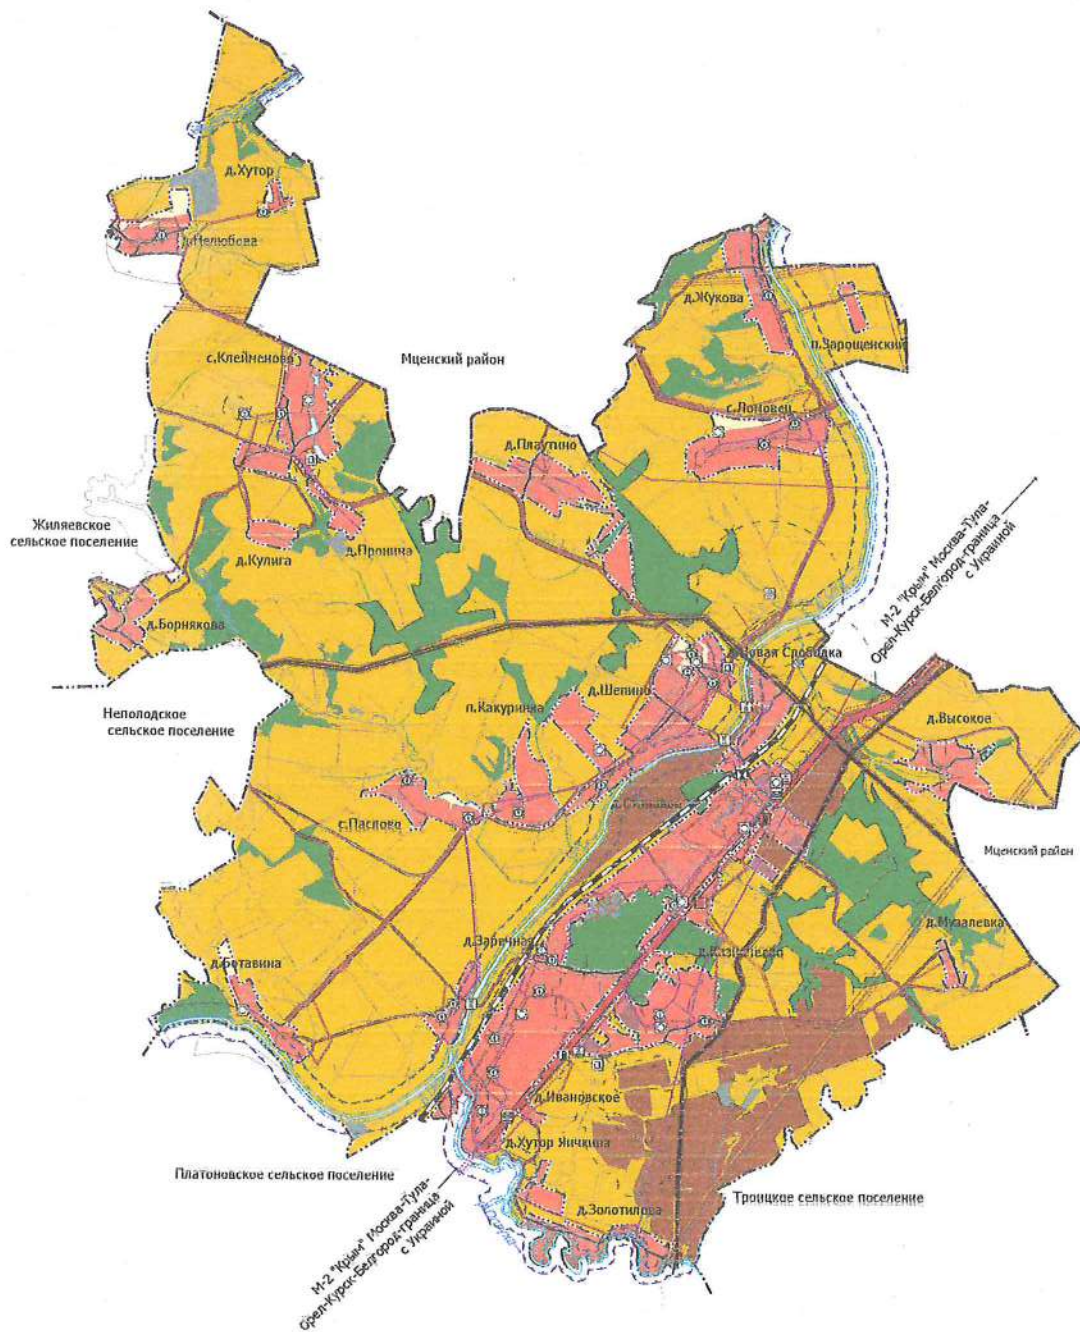 д.Хутор
д.Нелюбова
д.Жукова
п.Зарощенский
с.Клейменово
Мценский район
с.Ломовец
д.Плаутино
Жиляевское
сельское поселение
д.Кулига
д.Пронина
д.Борнякова
М-2 "Крым" Москва-Тула-
Орел-Курск-Белгород-граница
с Украиной
д.Новая Слободка
Неполодское
сельское поселение
д.Шепино
п.Какуринка
д.Высокое
с.Паслово
Мценский район
д.Музалевка
д.Заречная
д.Ботавина
д.Ивановское
д.Хутор Яичкина
Платоновское сельское поселение
Троицкое сельское поселение
д.Золотилова
М-2 "Крым" Москва-Тула-
Орел-Курск-Белгород-граница
с Украиной